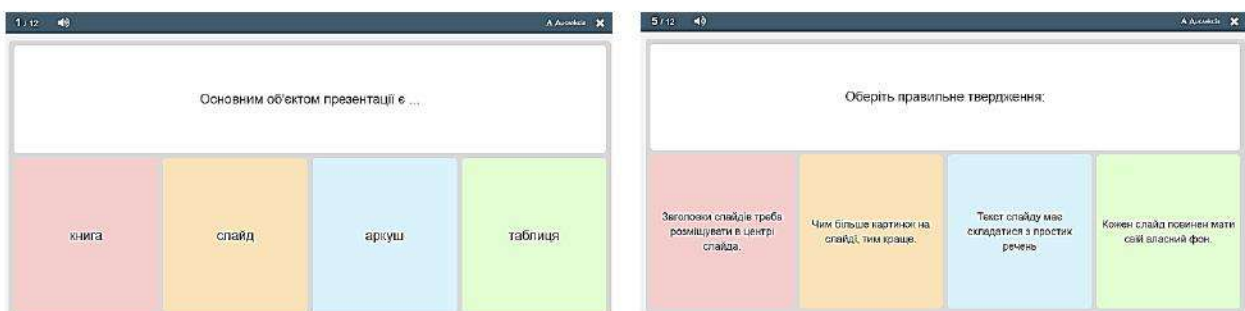 1 / 12
Основним об'єктом презентації є ...
книга
слайд
аркуш
таблиця
5 / 12
Оберіть правильне твердження:
Заголовки слайдів треба
розміщувати в центрі
слайда.
Чим більше картинок на
слайді, тим краще.
Текст слайду має
складатися з простих
речень
Кожен слайд повинен мати
свій власний фон.